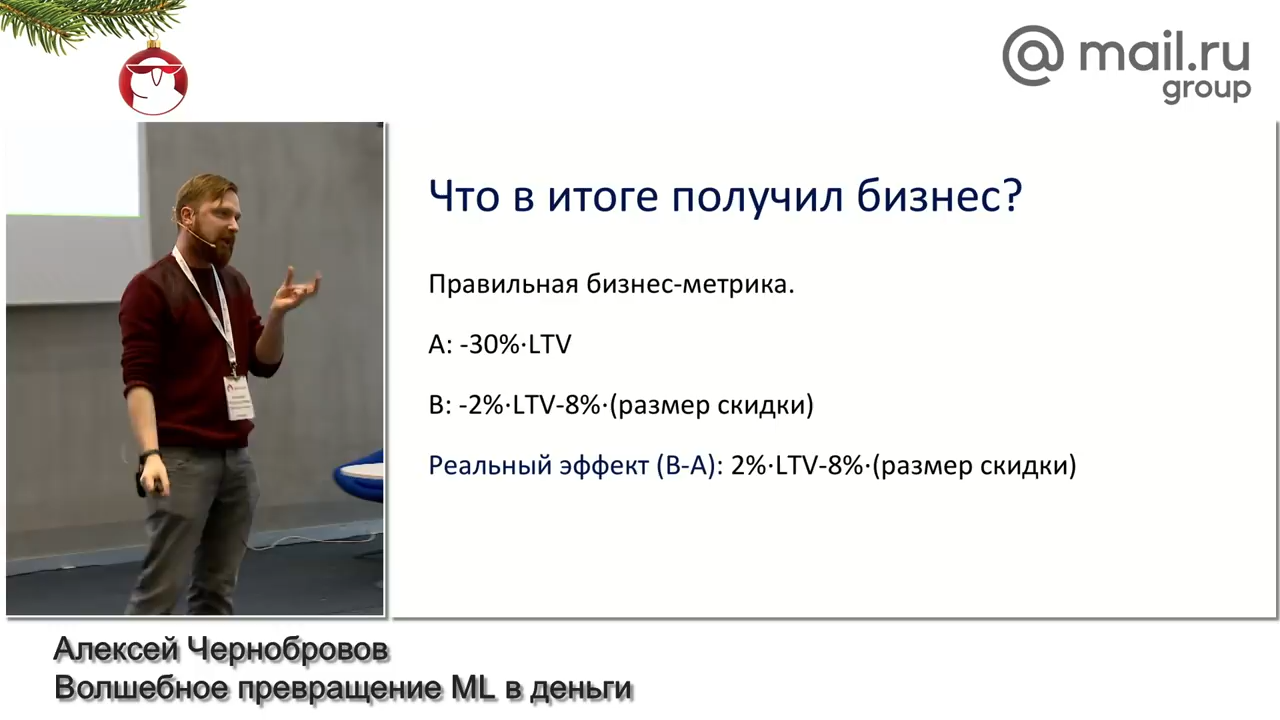 @ mail.ru
group
Что в итоге получил бизнес?
Правильная бизнес-метрика.
А: -30%·LTV
В: -2%·LTV-8%·(размер скидки)
Реальный эффект (В-А): 2%·LTV-8%·(размер скидки)
Алексей Чернобровов
Волшебное превращение ML в деньги